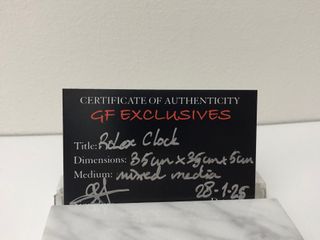 CERTIFICATE OF AUTHENTICITY
GF EXCLUSIVES
Title: Rolex Clock
Dimensions: 35cm x 35cm x 5cm
Medium: mixed media
28-1-25